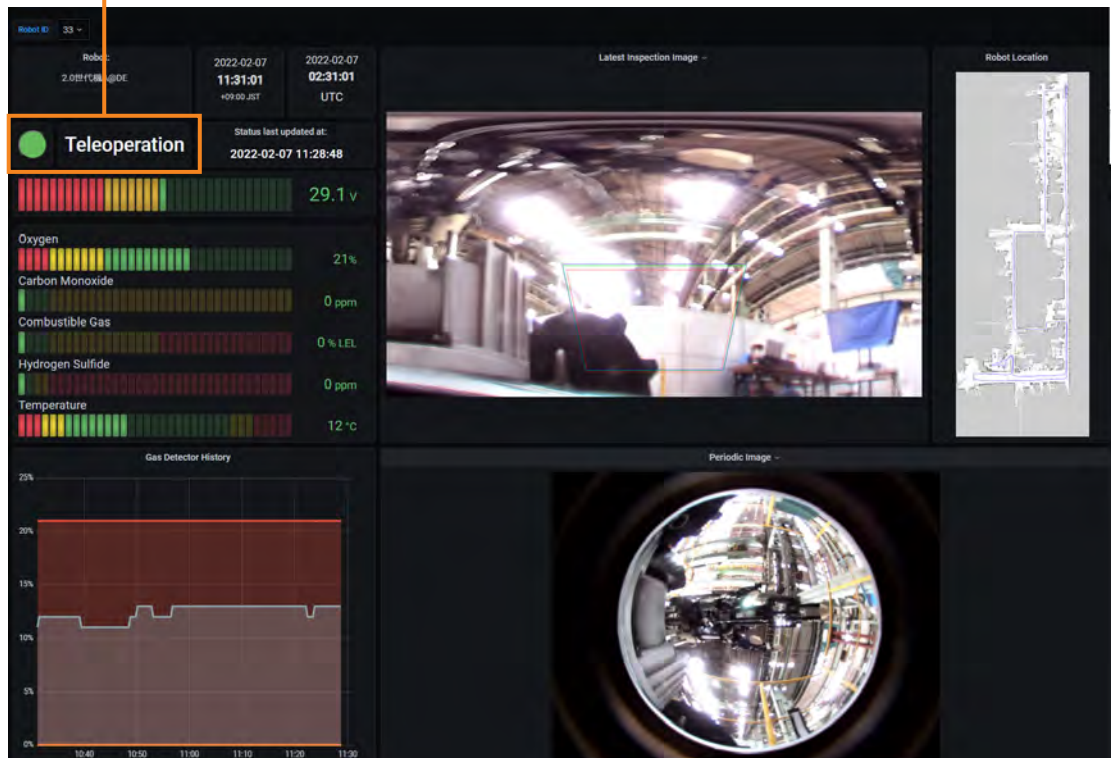 Robot ID 33
Robot:
2022-02-07
11:31:01
+09:00 JST
2022-02-07
02:31:01
UTC
Latest Inspection Image
Robot Location
Teleoperation
Status last updated at:
2022-02-07 11:28:48
29.1 v
Oxygen
21%
Carbon Monoxide
0 ppm
Combustible Gas
0 % LEL
Hydrogen Sulfide
0 ppm
Temperature
12 °C
Gas Detector History
25%
20%
15%
10%
5%
0%
10:40 10:50 11:00 11:10 11:20 11:30
Periodic Image